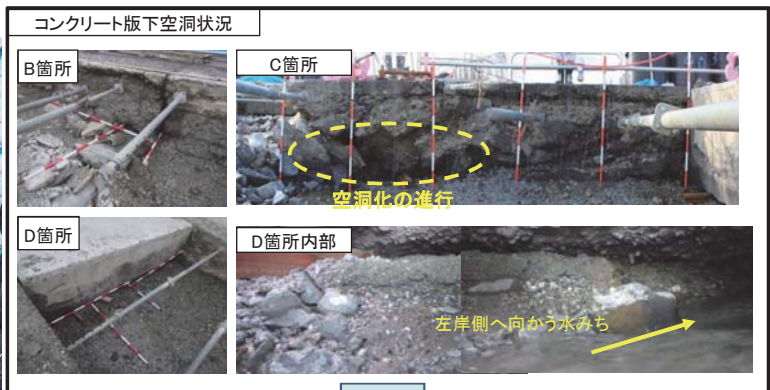 コンクリート版下空洞状況
B箇所
C箇所
空洞化の進行
D箇所
D箇所内部
左岸側へ向かう水みち